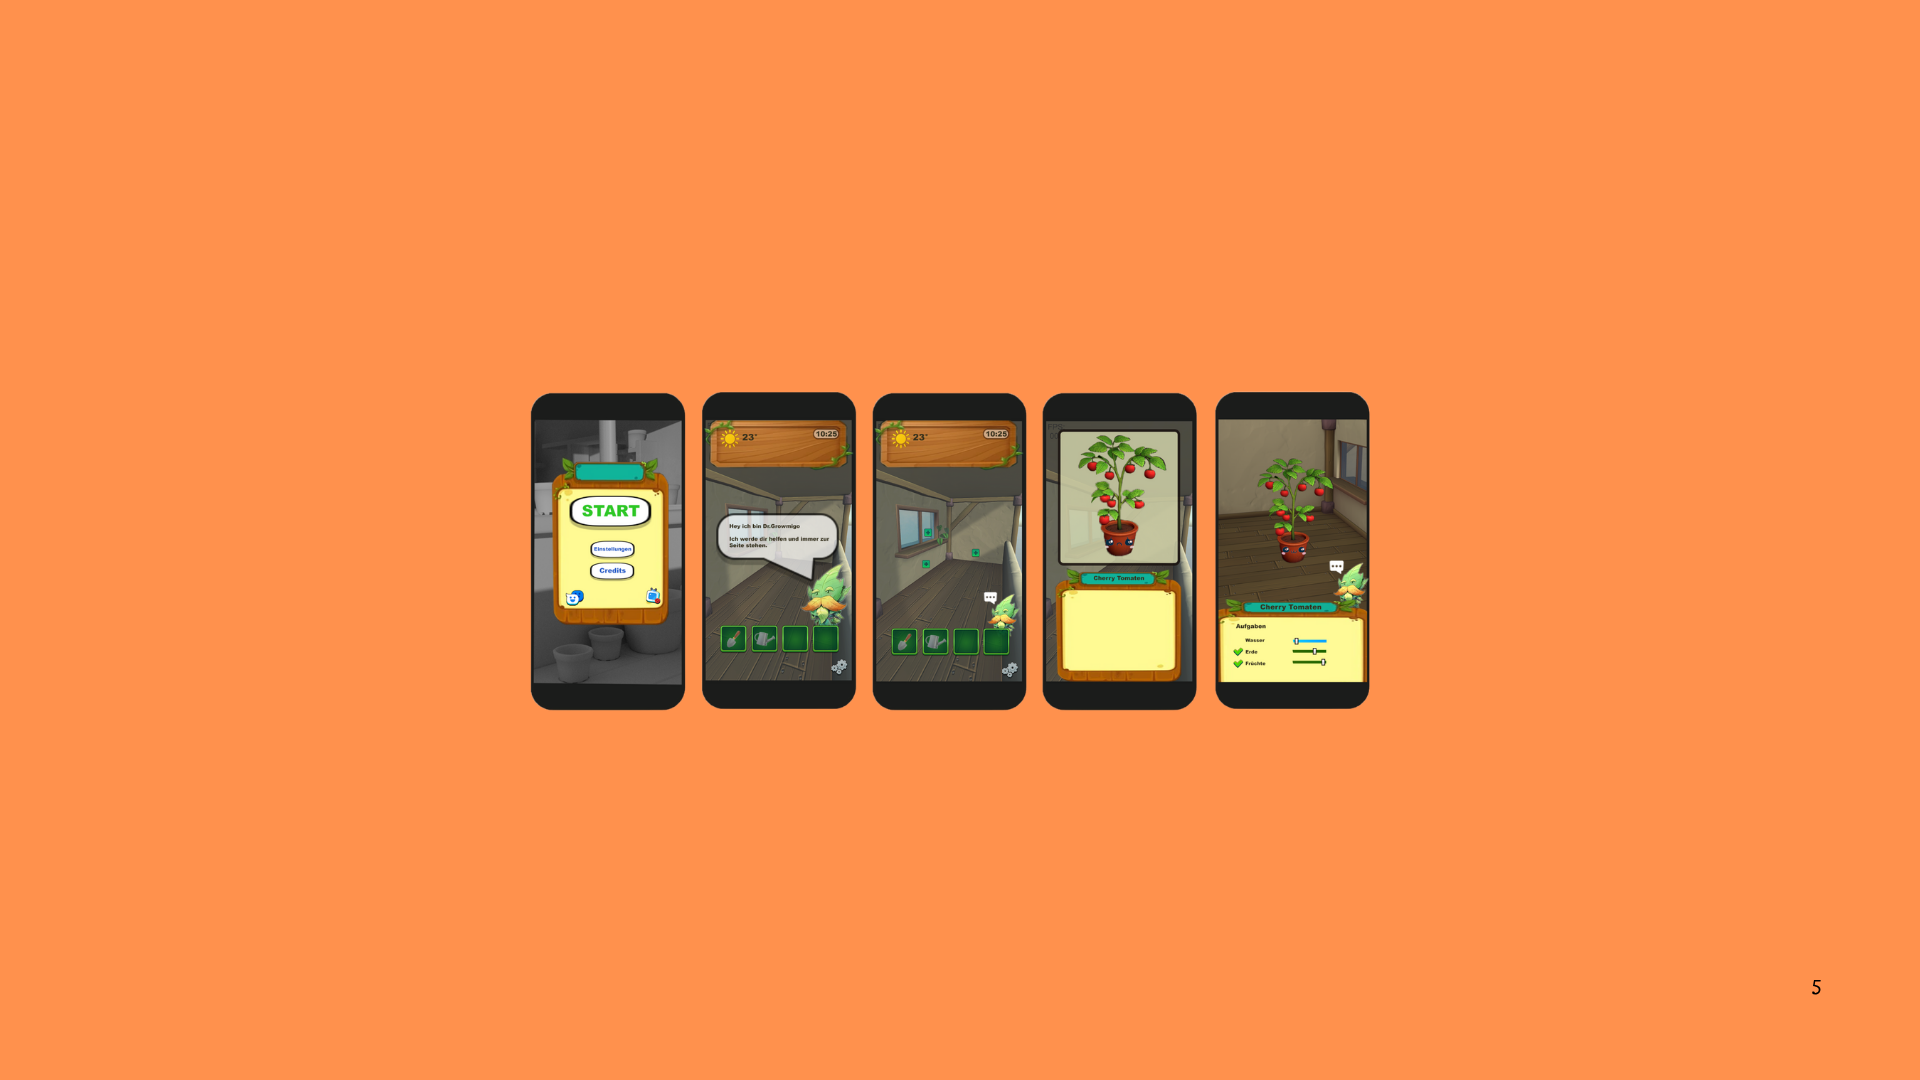 START
Einstellungen
Credits
23°
10:25
Hey Ich bin Dr.Growmigo
Ich werde dir helfen und immer zur
Seite stehen.
23°
10:25
Cherry Tomaten
Cherry Tomaten
Aufgaben
Wasser
Erde
Früchte
5